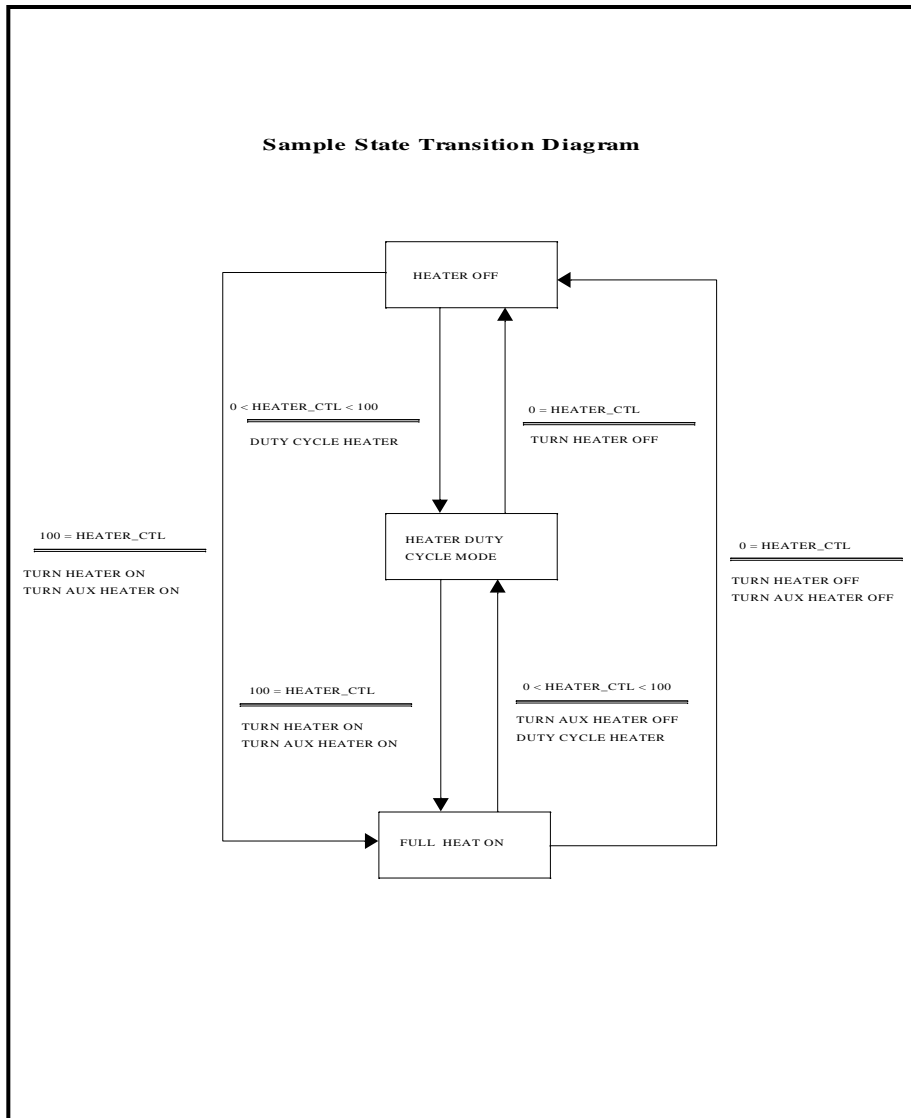 Sample State Transition Diagram
HEATER OFF
0 < HEATER_CTL < 100
DUTY CYCLE HEATER
0 = HEATER_CTL
TURN HEATER OFF
100 = HEATER_CTL
TURN HEATER ON
TURN AUX HEATER ON
HEATER DUTY
CYCLE MODE
0 = HEATER_CTL
TURN HEATER OFF
TURN AUX HEATER OFF
100 = HEATER_CTL
TURN HEATER ON
TURN AUX HEATER ON
0 < HEATER_CTL < 100
TURN AUX HEATER OFF
DUTY CYCLE HEATER
FULL HEAT ON